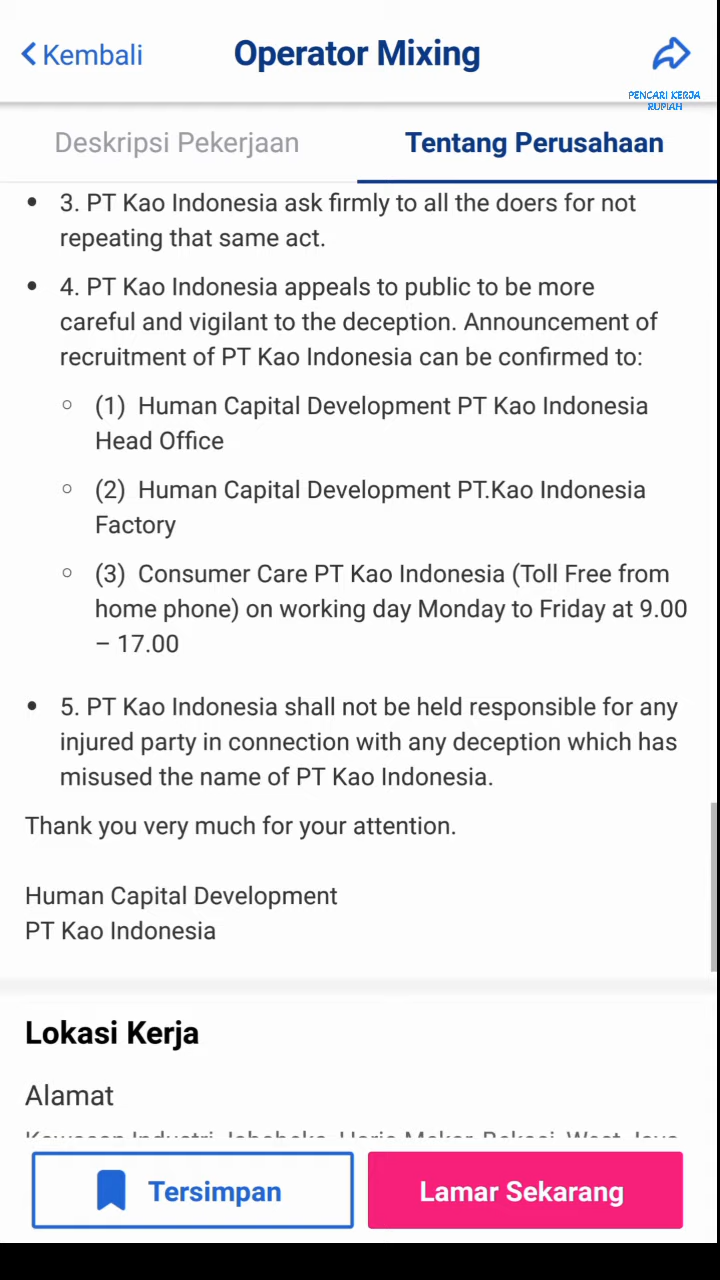 Kembali
Operator Mixing
PENCARI KERJA
RUMAH
Deskripsi Pekerjaan
Tentang Perusahaan
3. PT Kao Indonesia ask firmly to all the doers for not
repeating that same act.
4. PT Kao Indonesia appeals to public to be more
careful and vigilant to the deception. Announcement of
recruitment of PT Kao Indonesia can be confirmed to:
(1) Human Capital Development PT Kao Indonesia
Head Office
(2) Human Capital Development PT.Kao Indonesia
Factory
(3) Consumer Care PT Kao Indonesia (Toll Free from
home phone) on working day Monday to Friday at 9.00
– 17.00
5. PT Kao Indonesia shall not be held responsible for any
injured party in connection with any deception which has
misused the name of PT Kao Indonesia.
Thank you very much for your attention.
Human Capital Development
PT Kao Indonesia
Lokasi Kerja
Alamat
Tersimpan
Lamar Sekarang